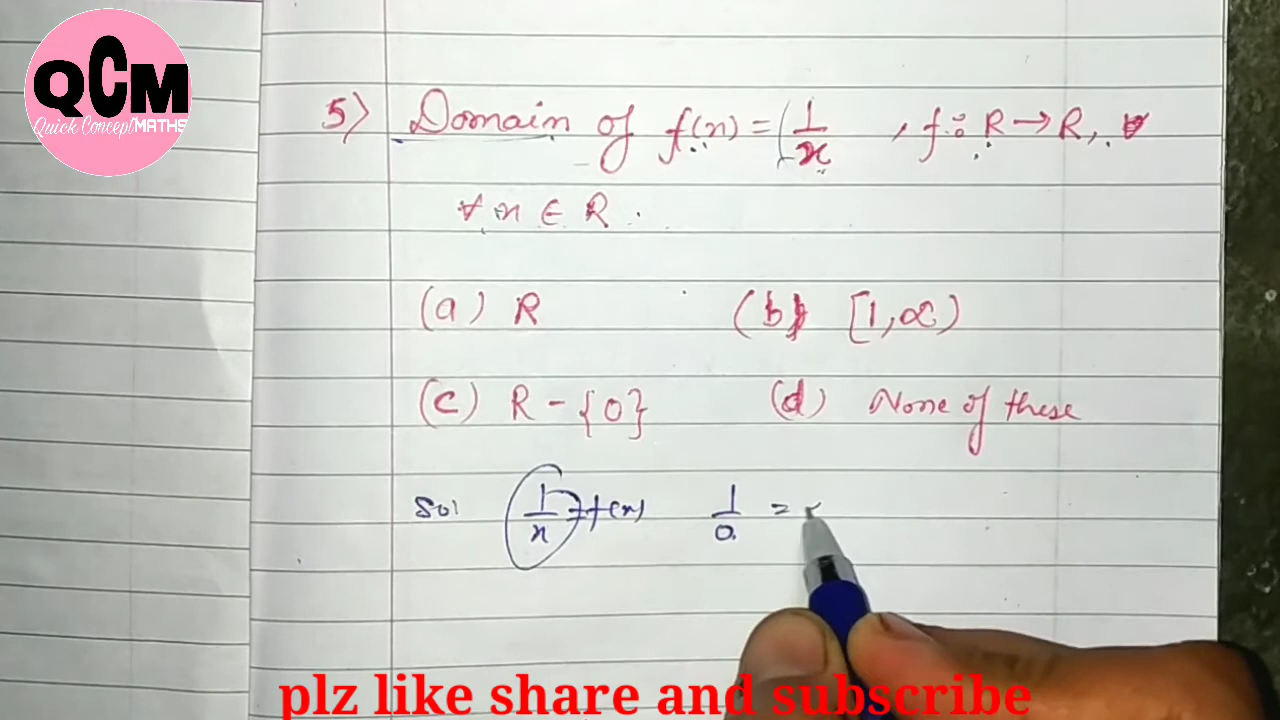 QCM
Quick Concept MATHS
5) Domain of f(x) = 1/x , f: R → R,
∀ x ∈ R.
(a) R (b) [1, ∞)
(c) R - {0} (d) None of these
Sol 1/x = f(x) 1/0 =
plz like share and subscribe